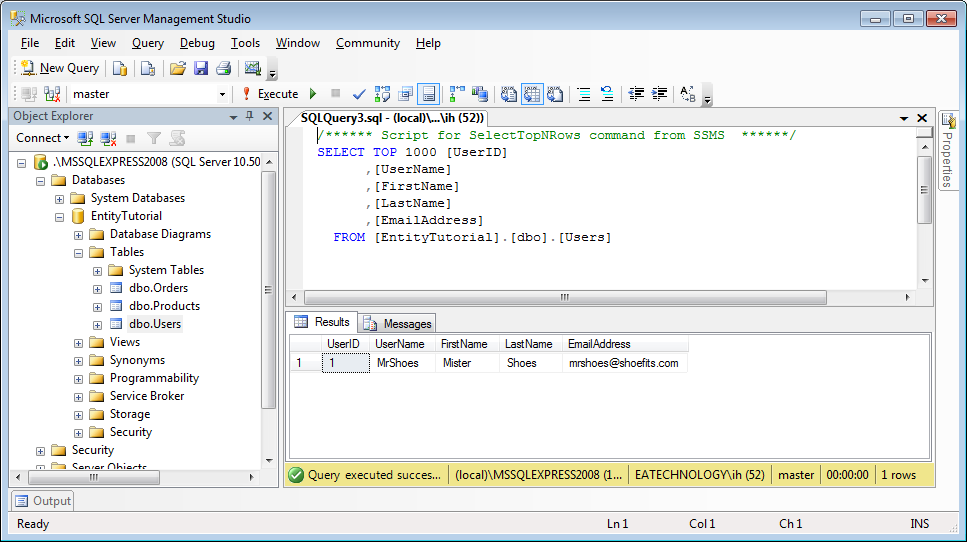 Microsoft SQL Server Management Studio
File Edit View Query Debug Tools Window Community Help
New Query
master Execute
Object Explorer
Connect
.\MSSQLEXPRESS2008 (SQL Server 10.50
Databases
System Databases
EntityTutorial
Database Diagrams
Tables
System Tables
dbo.Orders
dbo.Products
dbo.Users
Views
Synonyms
Programmability
Service Broker
Storage
Security
Security
Server Objects
SQLQuery3.sql - (local)\...\ih (52))
/****** Script for SelectTopNRows command from SSMS ******/
SELECT TOP 1000 [UserID]
,[UserName]
,[FirstName]
,[LastName]
,[EmailAddress]
FROM [EntityTutorial].[dbo].[Users]
Properties
Results Messages
UserID UserName FirstName LastName EmailAddress
1 1 MrShoes Mister Shoes mrshoes@shoefits.com
Query executed succes... (local)\MSSQLEXPRESS2008 (1... EATECHNOLOGY\ih (52) master 00:00:00 1 rows
Output
Ready Ln 1 Col 1 Ch 1 INS